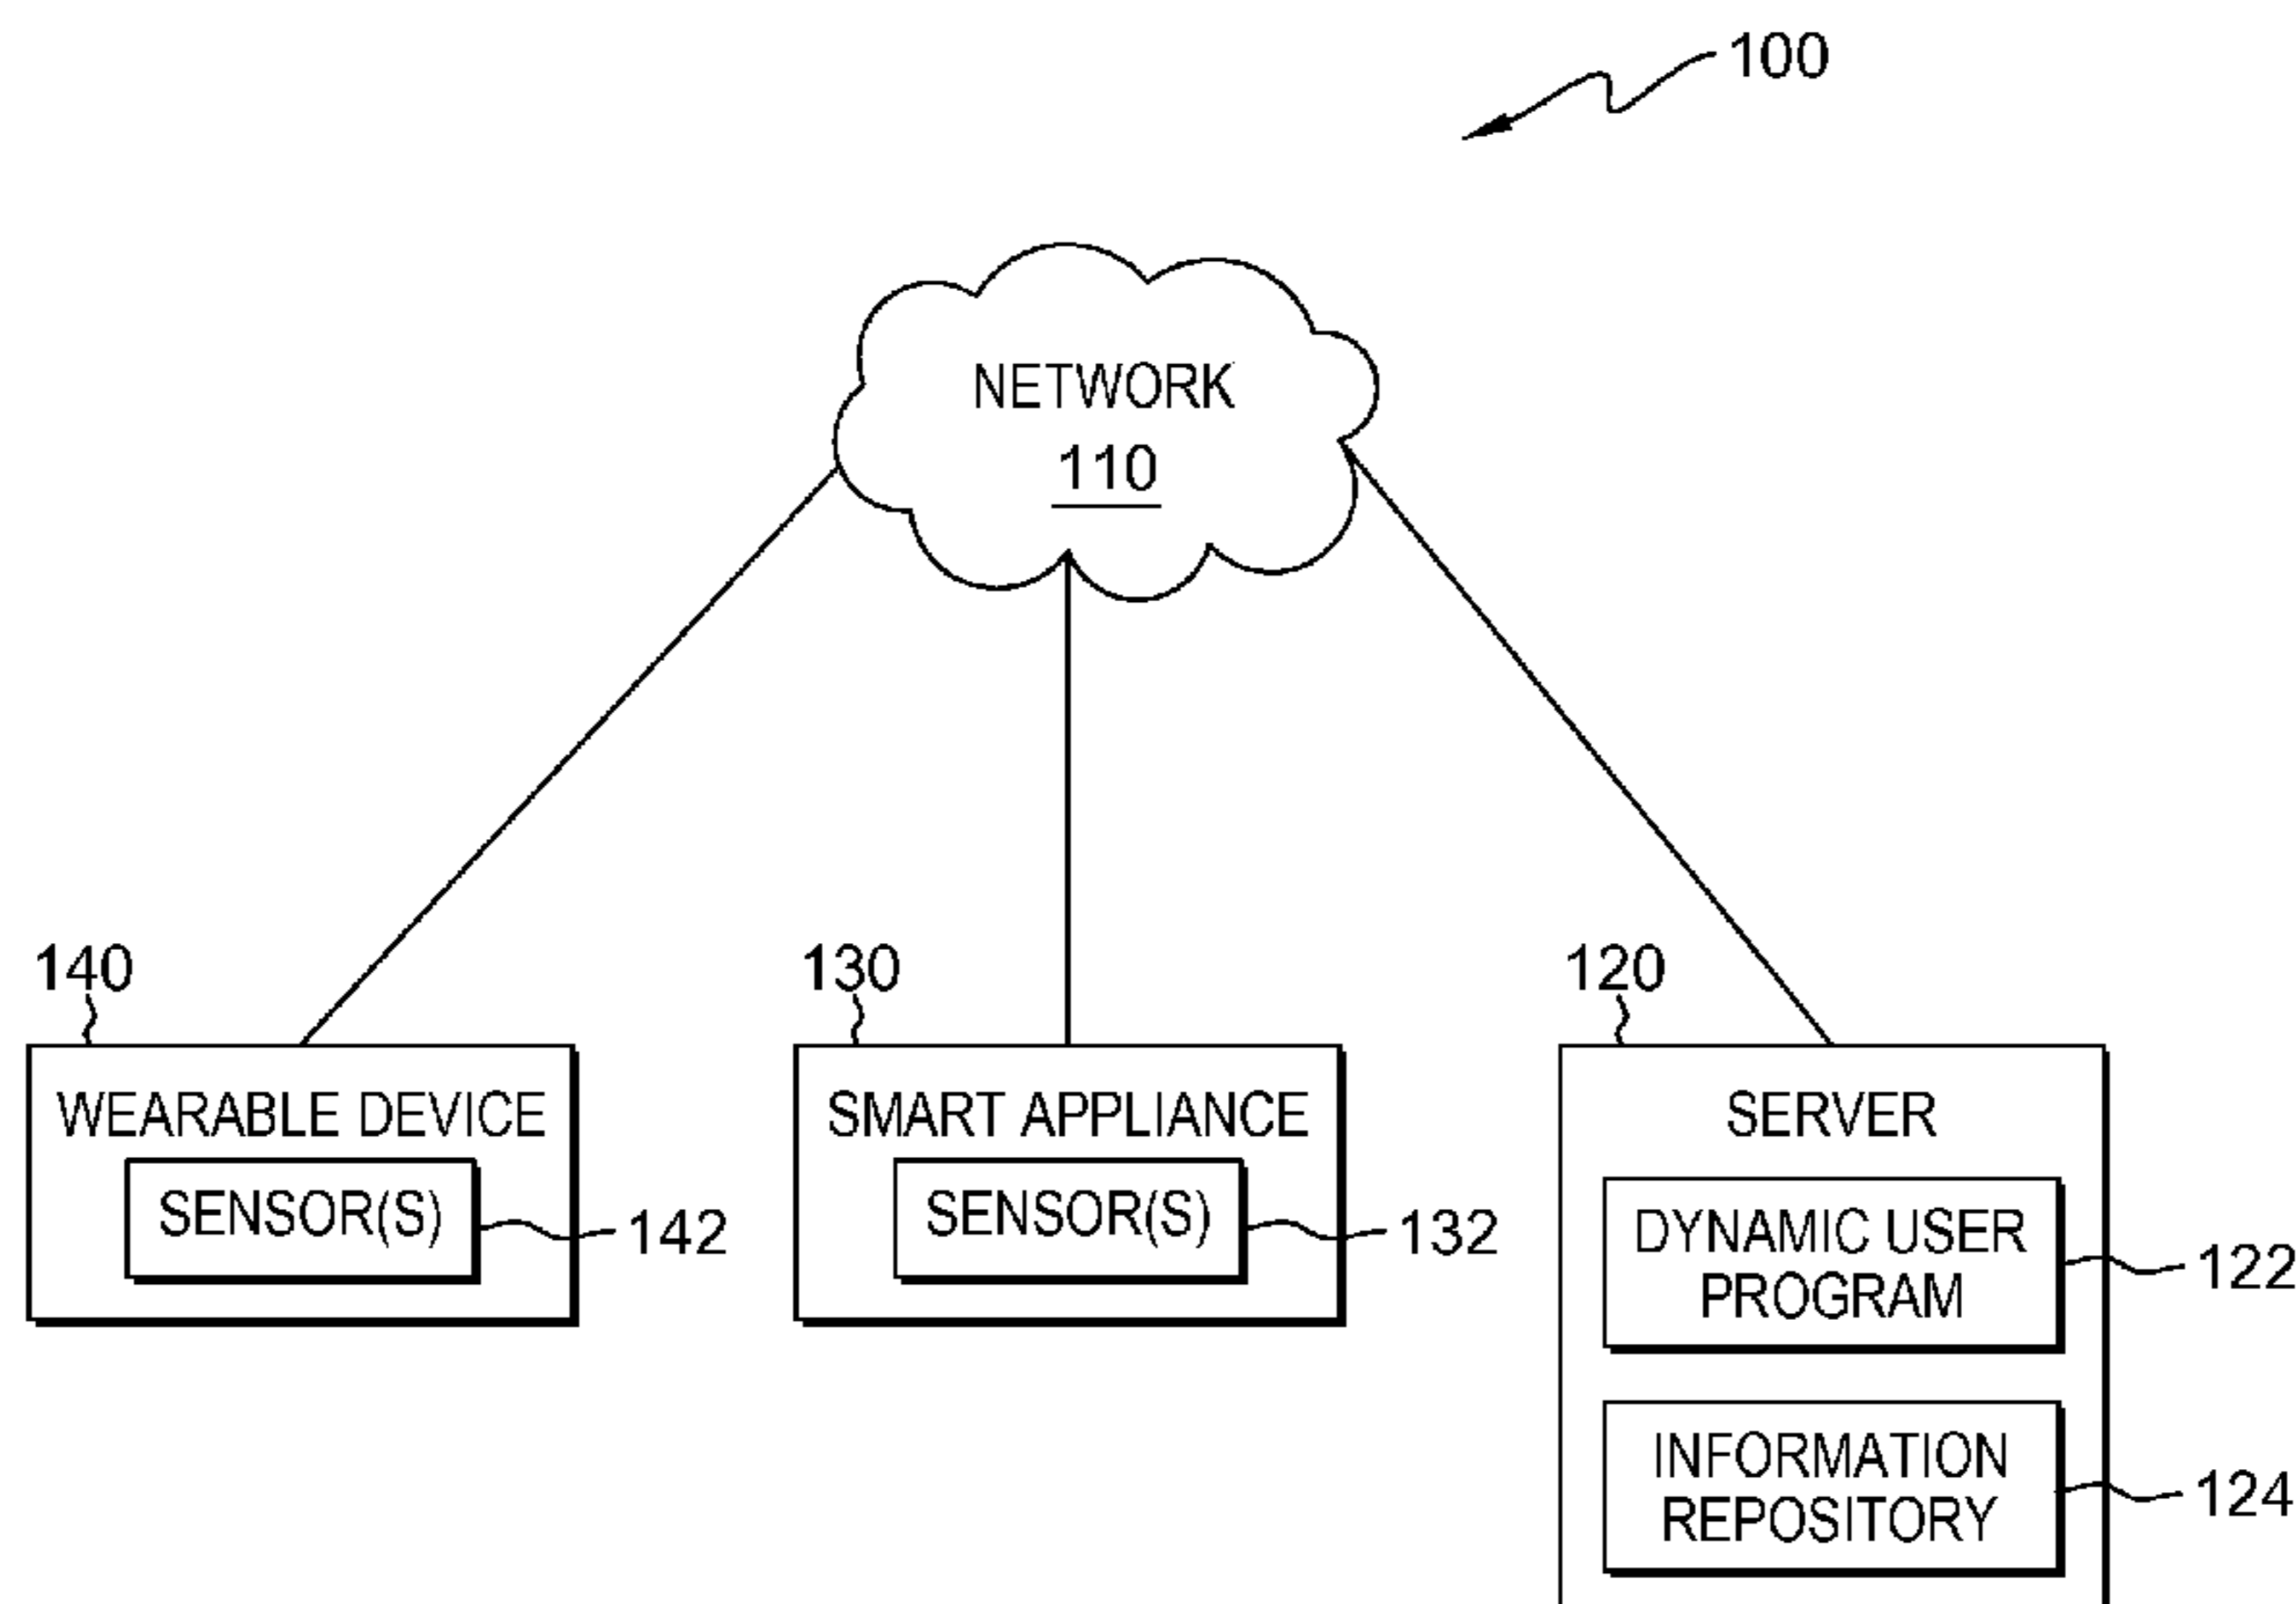 100
NETWORK
110
140
130
120
WEARABLE DEVICE
SMART APPLIANCE
SERVER
SENSOR(S)
142
SENSOR(S)
132
DYNAMIC USER
PROGRAM
122
INFORMATION
REPOSITORY
124